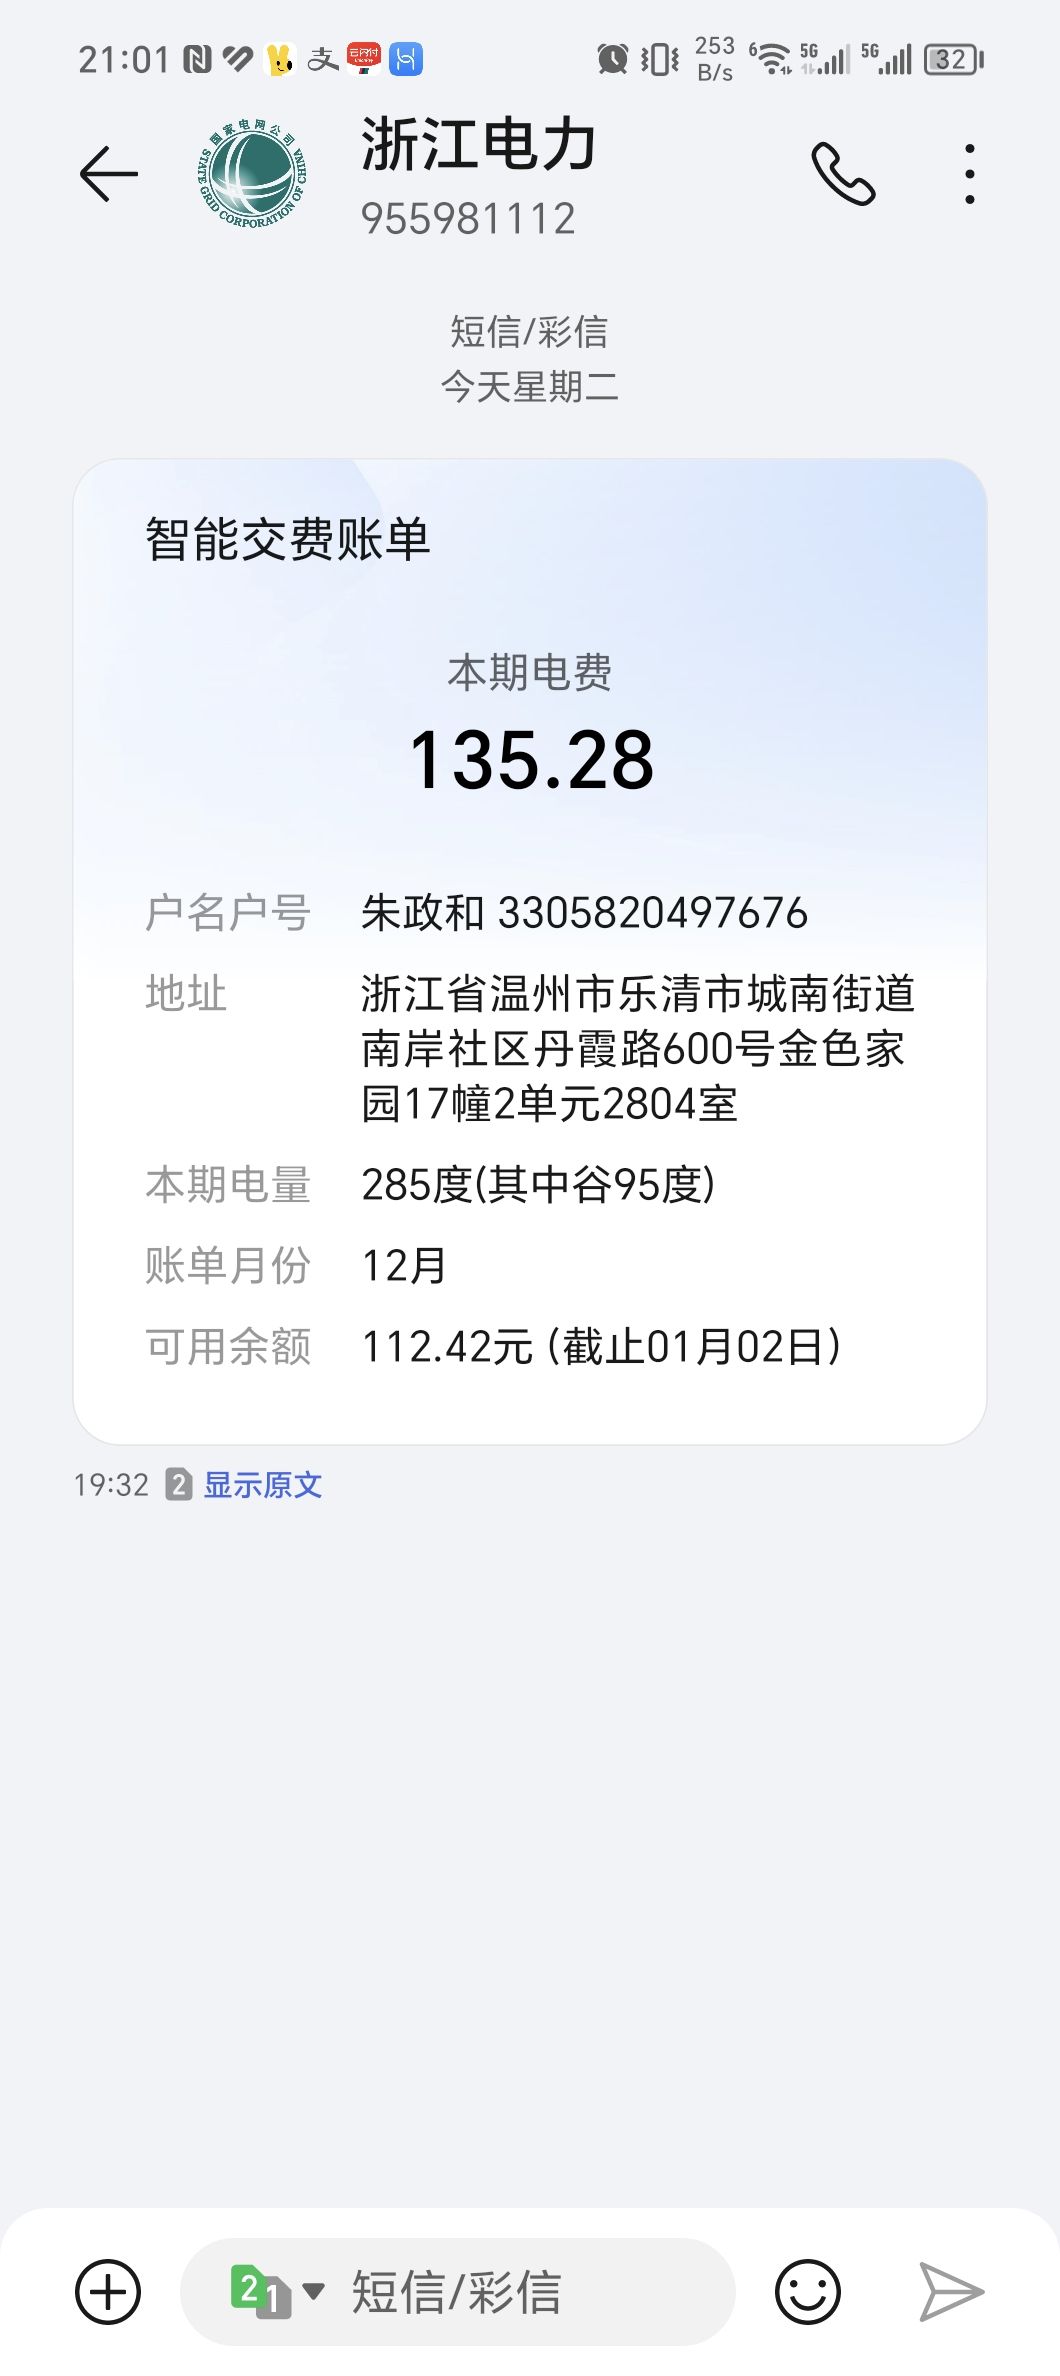 21:01
253 B/s
6
5G
5G
32
国家电网公司
STATE GRID CORPORATION OF CHINA
浙江电力
955981112
短信/彩信
今天星期二
智能交费账单
本期电费
135.28
户名户号 朱政和 3305820497676
地址 浙江省温州市乐清市城南街道
南岸社区丹霞路600号金色家
园17幢2单元2804室
本期电量 285度(其中谷95度)
账单月份 12月
可用余额 112.42元 (截止01月02日)
19:32 2 显示原文
2 1 短信/彩信